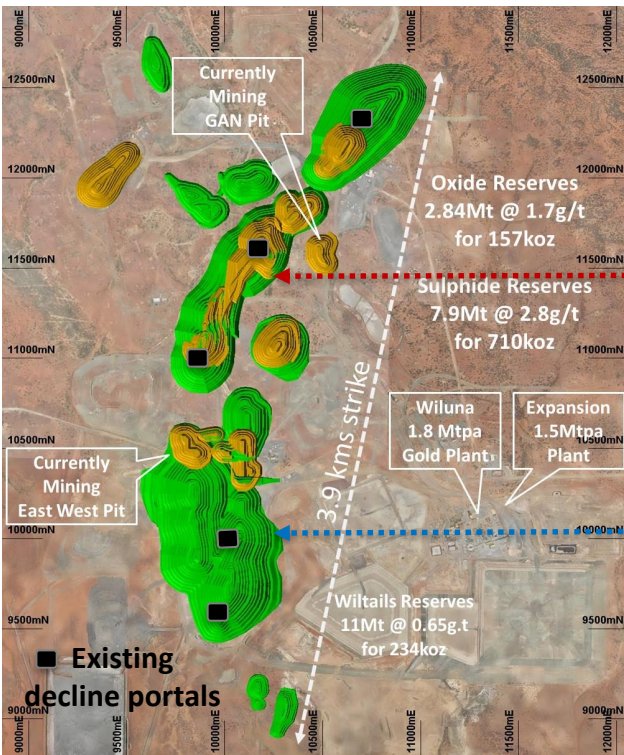 9000mE
9500mE
10000mE
10500mE
11000mE
11500mE
12000mE
12500mN
12500mN
Currently
Mining
GAN Pit
12000mN
12000mN
Oxide Reserves
2.84Mt @ 1.7g/t
for 157koz
11500mN
11500mN
Sulphide Reserves
7.9Mt @ 2.8g/t
for 710koz
11000mN
11000mN
3.9 kms strike
Wiluna
1.8 Mtpa
Gold Plant
Expansion
1.5Mtpa
Plant
10500mN
10500mN
Currently
Mining
East West Pit
10000mN
10000mN
Wiltails Reserves
11Mt @ 0.65g.t
for 234koz
9500mN
9500mN
Existing
decline portals
9000mN
9000mN
9000mE
9500mE
10000mE
10500mE
11000mE
11500mE
12000mE